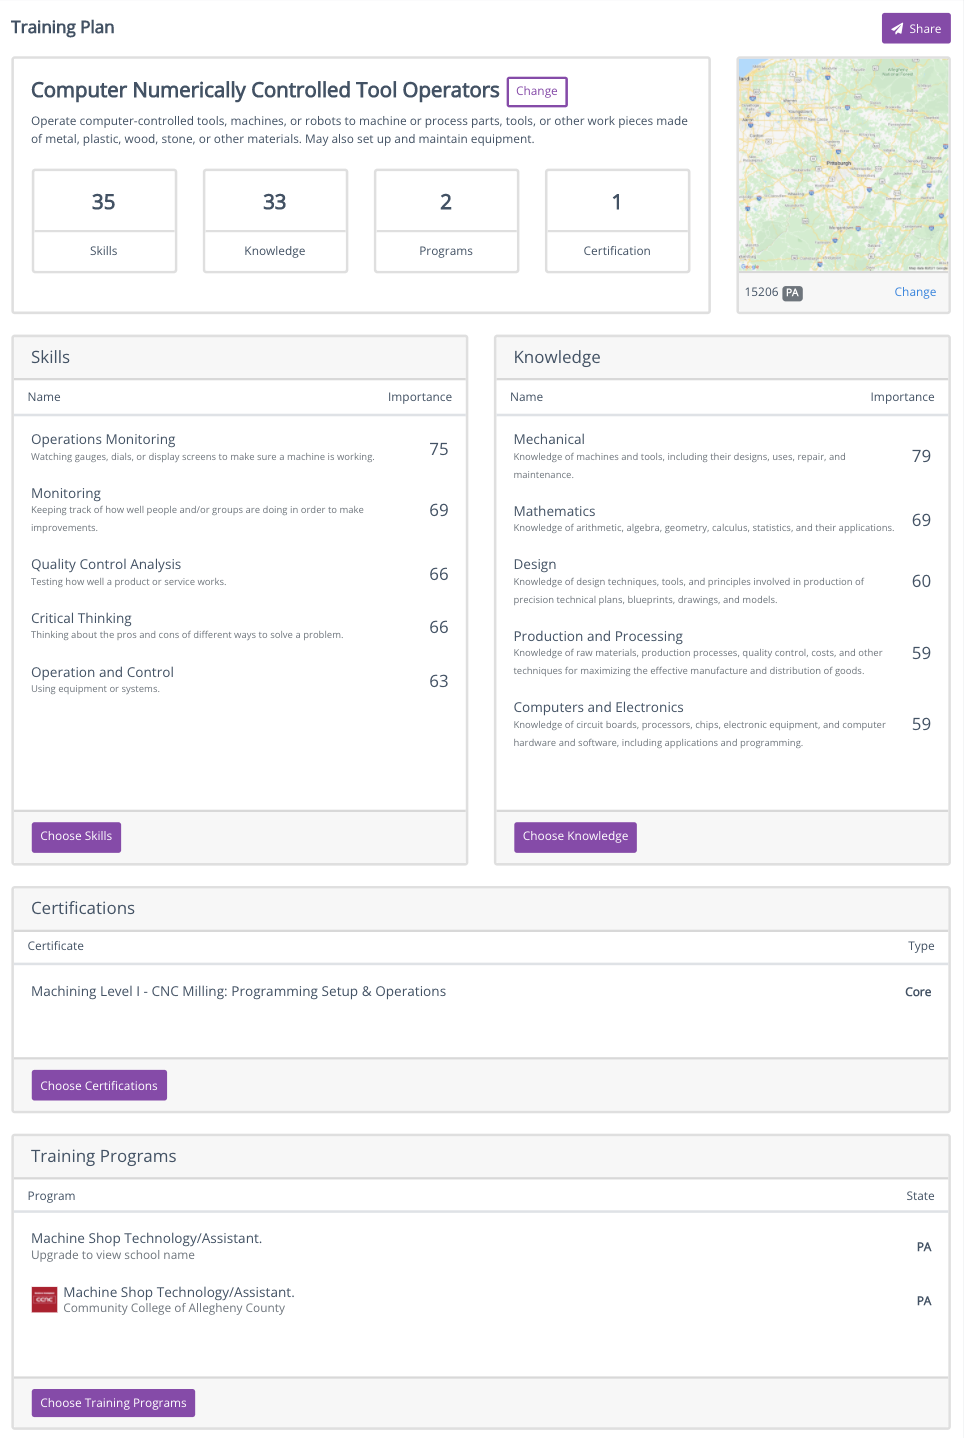 Training Plan
Share
Computer Numerically Controlled Tool Operators
Change
Operate computer-controlled tools, machines, or robots to machine or process parts, tools, or other work pieces made
of metal, plastic, wood, stone, or other materials. May also set up and maintain equipment.
35
33
2
1
Skills
Knowledge
Programs
Certification
Pittsburgh
Google
15206 PA
Change
Skills
Name
Importance
Operations Monitoring
Watching gauges, dials, or display screens to make sure a machine is working.
75
Monitoring
Keeping track of how well people and/or groups are doing in order to make
improvements.
69
Quality Control Analysis
Testing how well a product or service works.
66
Critical Thinking
Thinking about the pros and cons of different ways to solve a problem.
66
Operation and Control
Using equipment or systems.
63
Choose Skills
Knowledge
Name
Importance
Mechanical
Knowledge of machines and tools, including their designs, uses, repair, and
maintenance.
79
Mathematics
Knowledge of arithmetic, algebra, geometry, calculus, statistics, and their applications.
69
Design
Knowledge of design techniques, tools, and principles involved in production of
precision technical plans, blueprints, drawings, and models.
60
Production and Processing
Knowledge of raw materials, production processes, quality control, costs, and other
techniques for maximizing the effective manufacture and distribution of goods.
59
Computers and Electronics
Knowledge of circuit boards, processors, chips, electronic equipment, and computer
hardware and software, including applications and programming.
59
Choose Knowledge
Certifications
Certificate
Type
Machining Level I - CNC Milling: Programming Setup & Operations
Core
Choose Certifications
Training Programs
Program
State
Machine Shop Technology/Assistant.
Upgrade to view school name
PA
Machine Shop Technology/Assistant.
Community College of Allegheny County
PA
Choose Training Programs